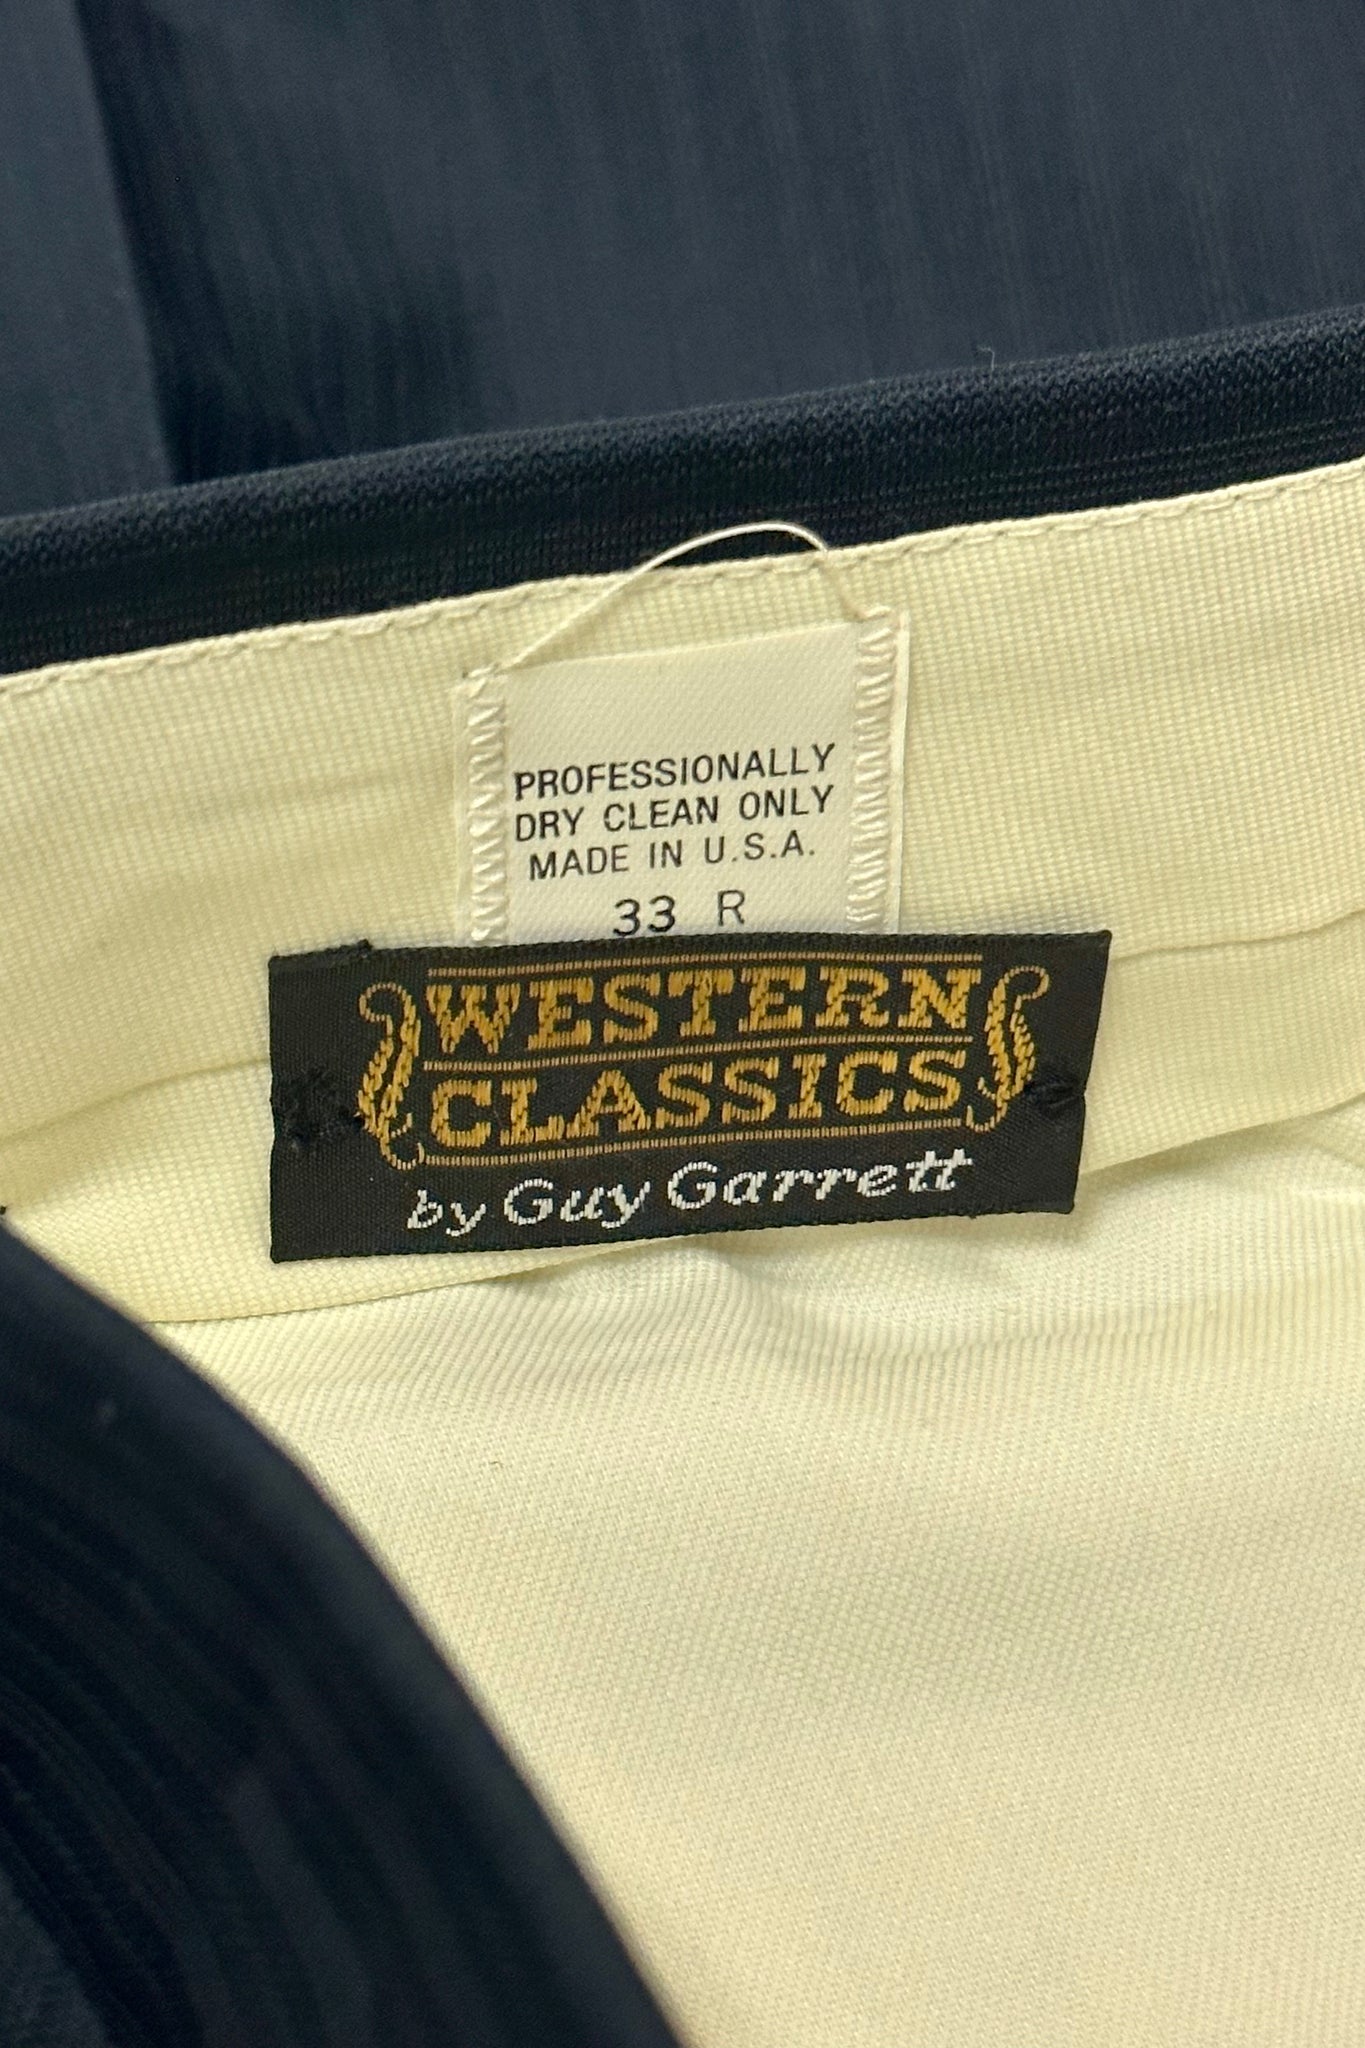 PROFESSIONALLY
DRY CLEAN ONLY
MADE IN U.S.A.
33 R
WESTERN
CLASSICS
by Guy Garrett